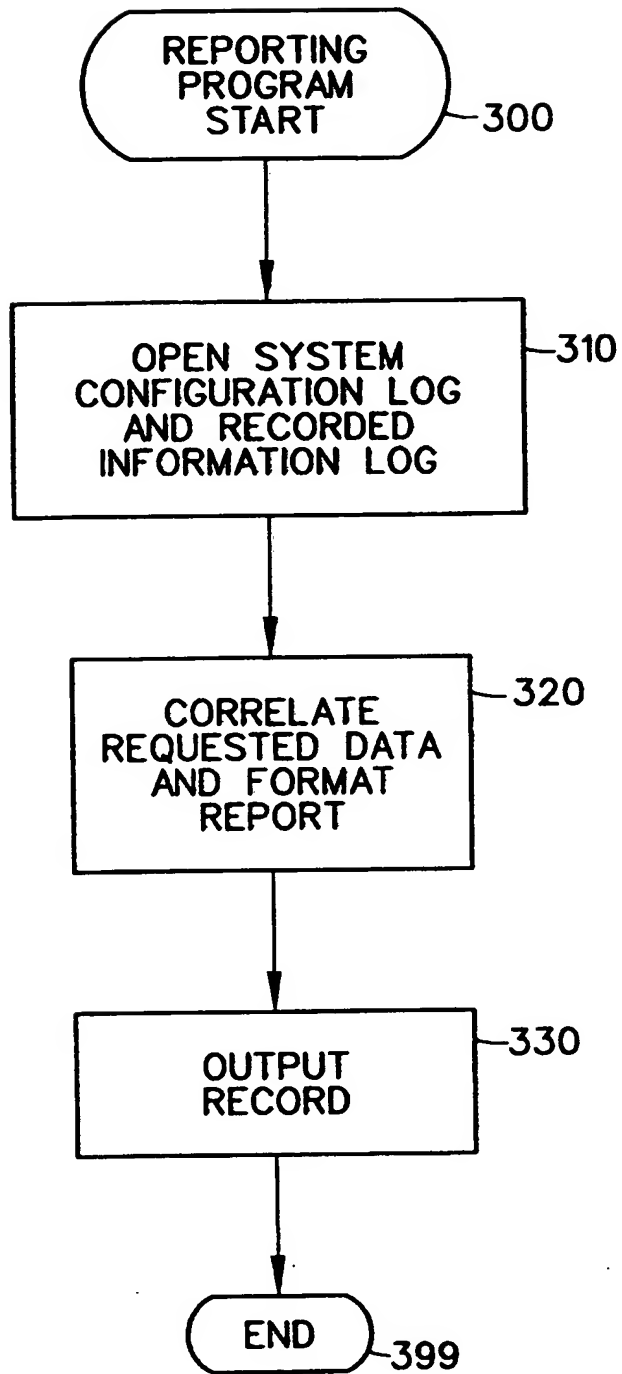 REPORTING
PROGRAM
START
300
OPEN SYSTEM
CONFIGURATION LOG
AND RECORDED
INFORMATION LOG
310
CORRELATE
REQUESTED DATA
AND FORMAT
REPORT
320
OUTPUT
RECORD
330
END
399